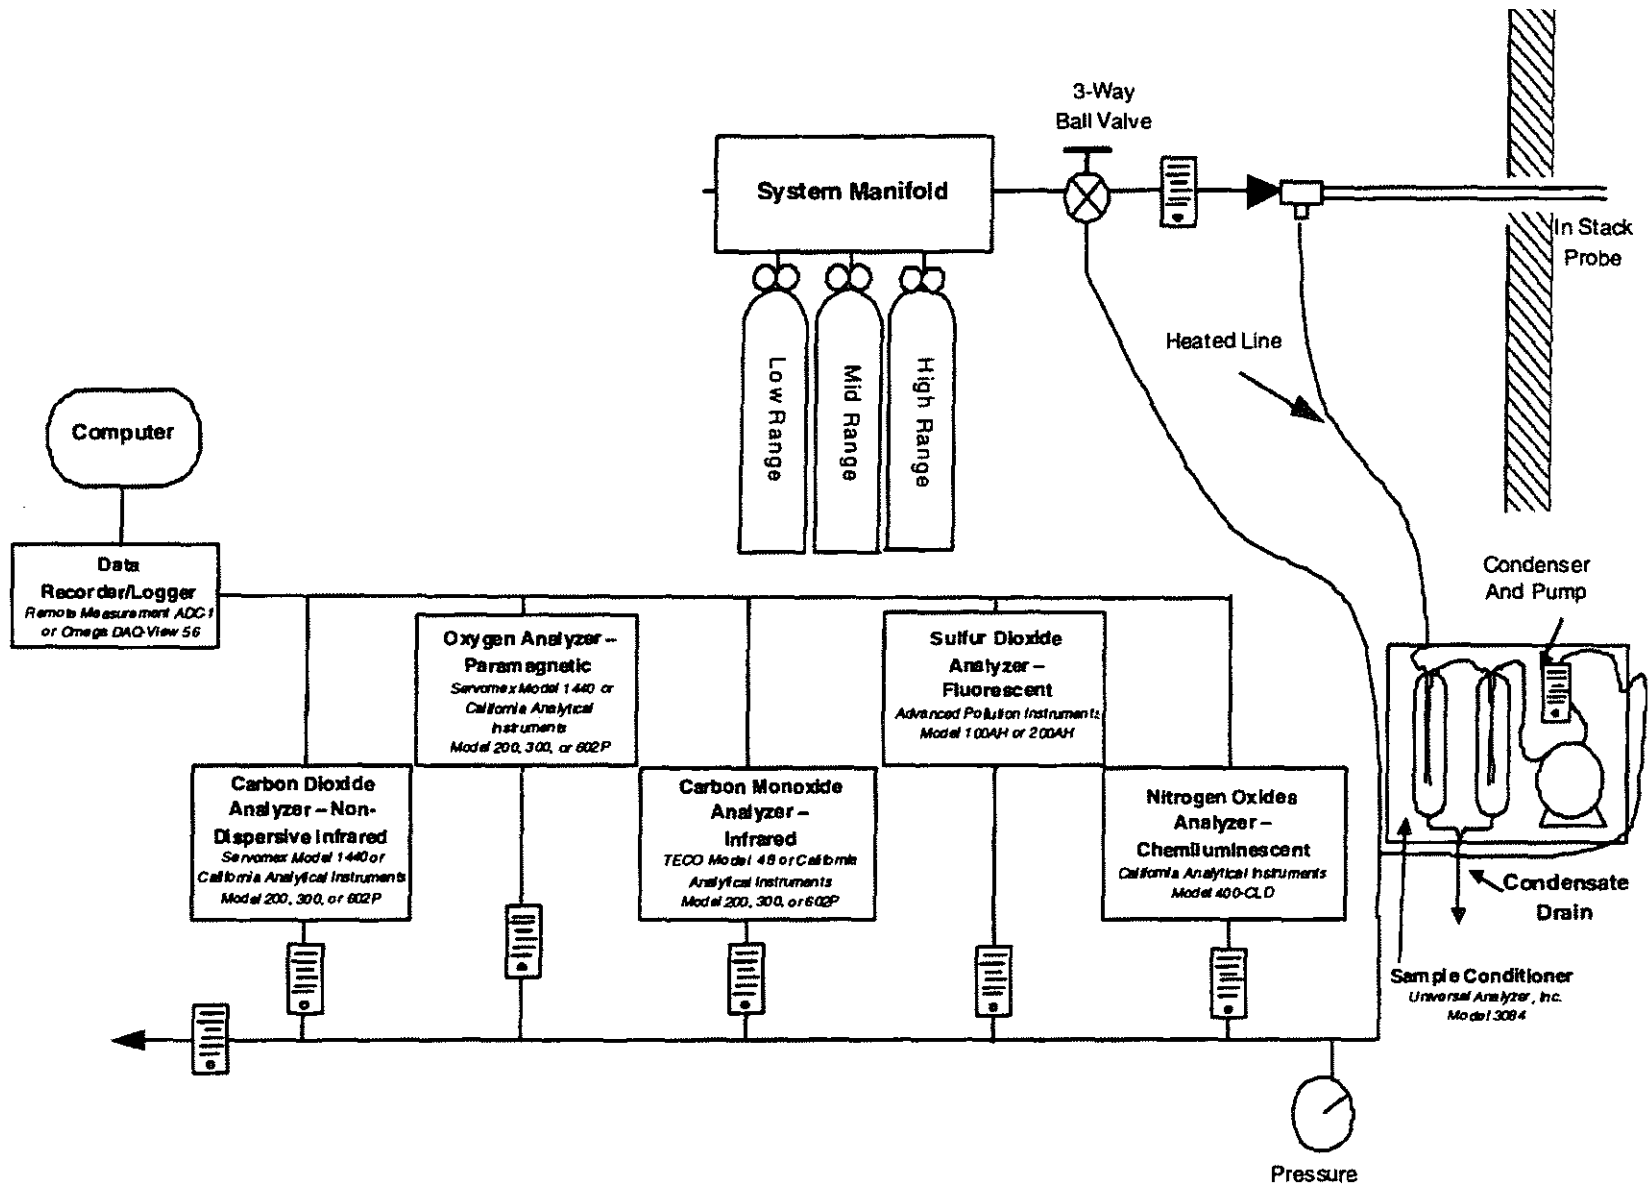 3-Way
Ball Valve
System Manifold
In Stack
Probe
Heated Line
Low Range
Mid Range
High Range
Computer
Data
Recorder/Logger
Remote Measurement ADC1
or Omega DAQ-View 56
Condenser
And Pump
Oxygen Analyzer –
Paramagnetic
Servomex Model 1440 or
California Analytical
Instruments
Model 200, 300, or 602P
Sulfur Dioxide
Analyzer –
Fluorescent
Advanced Pollution Instruments
Model 100AH or 200AH
Carbon Dioxide
Analyzer – Non-
Dispersive Infrared
Servomex Model 1440 or
California Analytical Instruments
Model 200, 300, or 602P
Carbon Monoxide
Analyzer –
Infrared
TECO Model 48 or California
Analytical Instruments
Model 200, 300, or 602P
Nitrogen Oxides
Analyzer –
Chemiluminescent
California Analytical Instruments
Model 400-CLD
Condensate
Drain
Sample Conditioner
Universal Analyzer, Inc.
Model 3084
Pressure